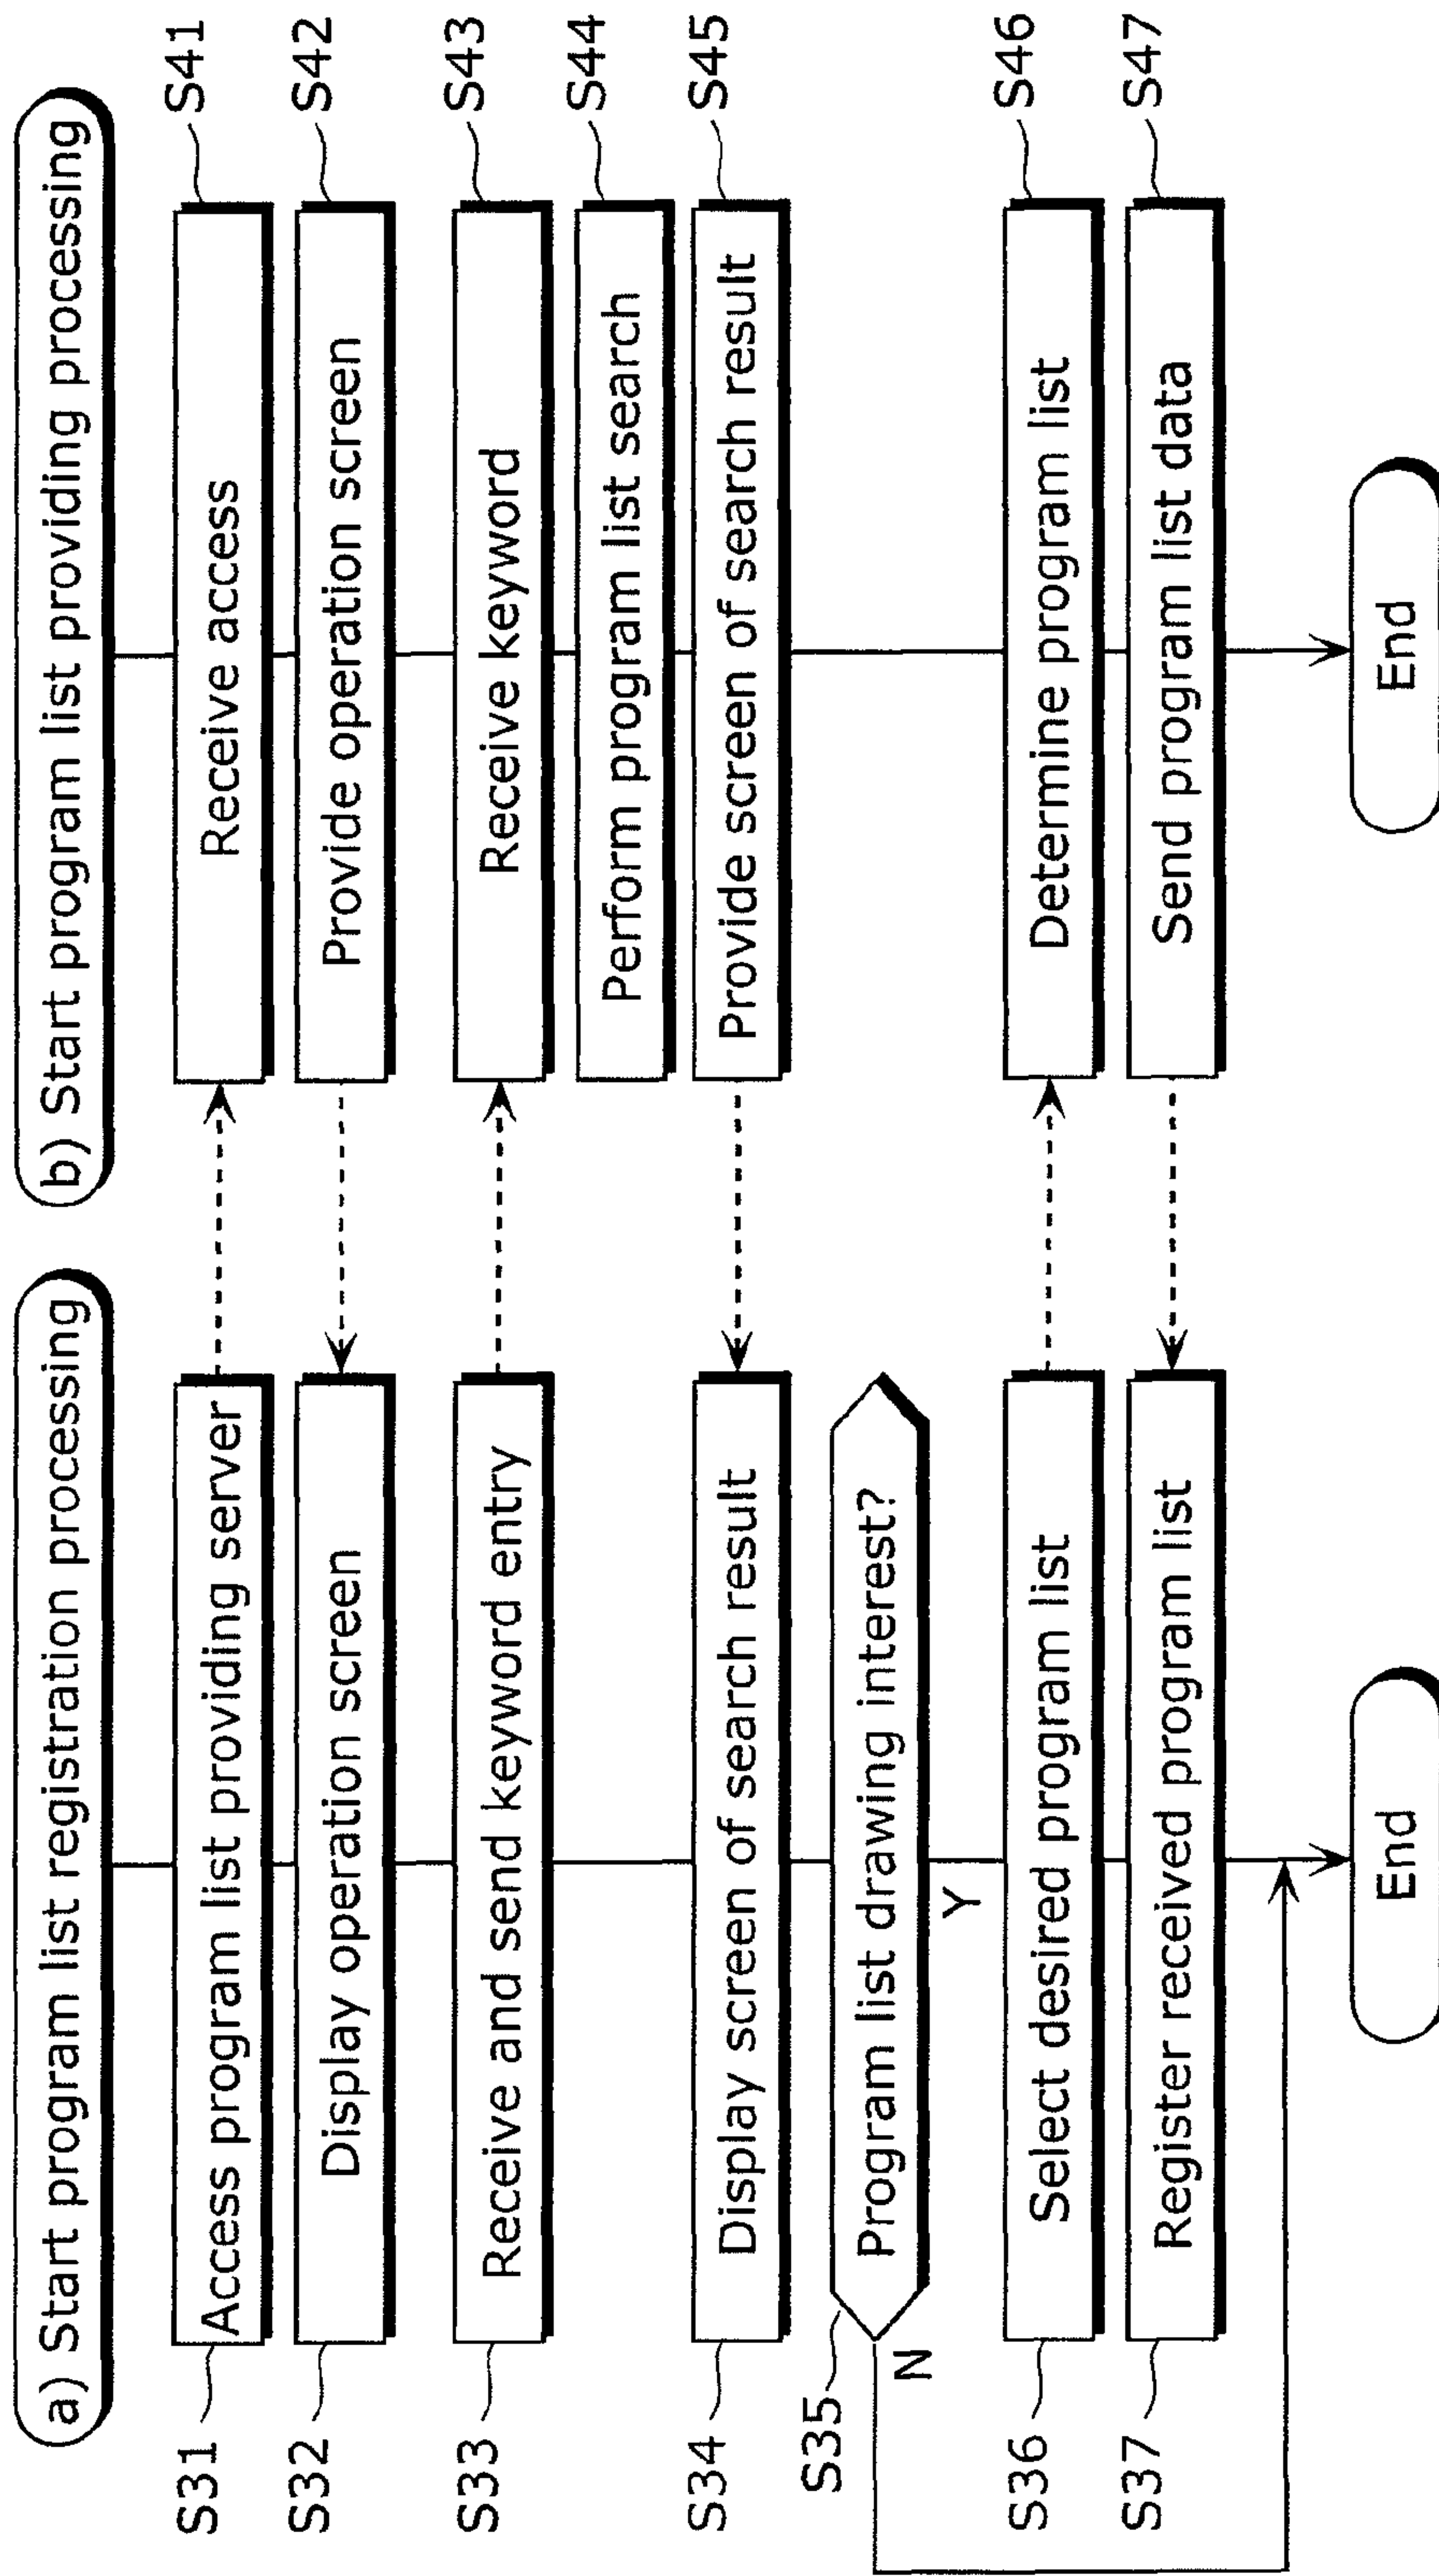 a) Start program list registration processing
S31
Access program list providing server
S32
Display operation screen
S33
Receive and send keyword entry
S34
Display screen of search result
S35
Program list drawing interest?
N
Y
S36
Select desired program list
S37
Register received program list
End
b) Start program list providing processing
Receive access
S41
Provide operation screen
S42
Receive keyword
S43
Perform program list search
S44
Provide screen of search result
S45
Determine program list
S46
Send program list data
S47
End